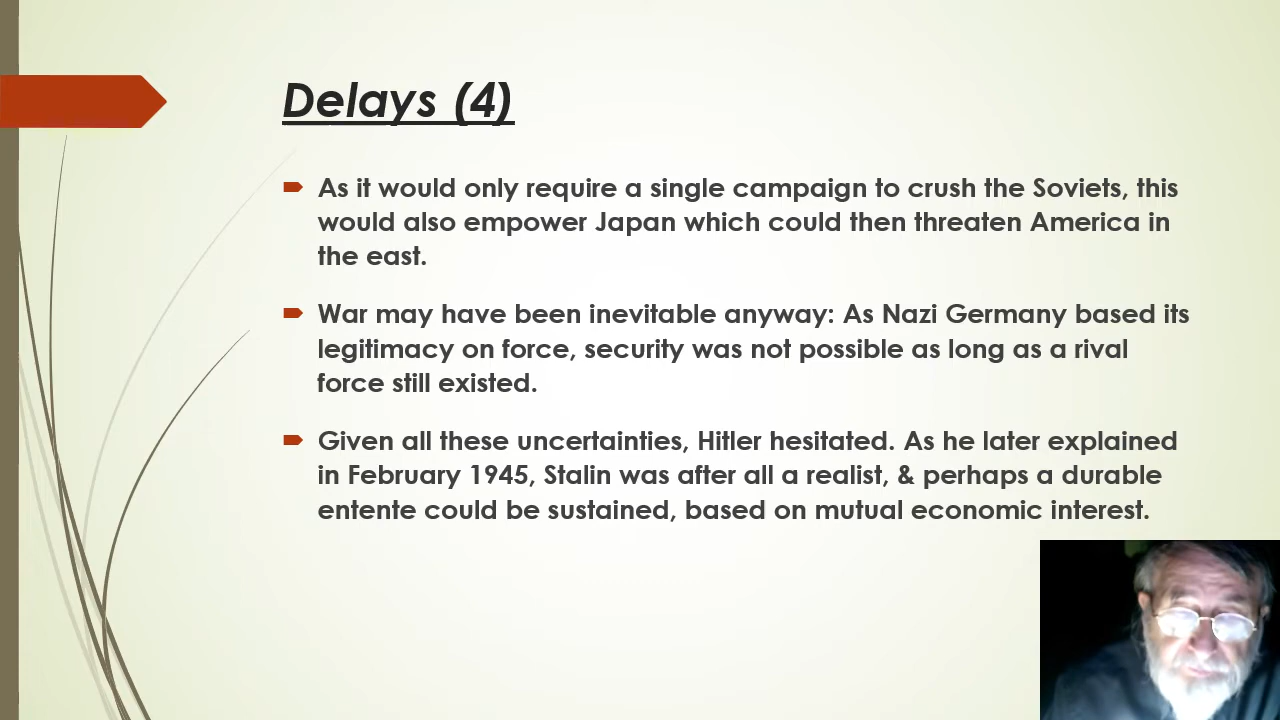 Delays (4)
As it would only require a single campaign to crush the Soviets, this
would also empower Japan which could then threaten America in
the east.
War may have been inevitable anyway: As Nazi Germany based its
legitimacy on force, security was not possible as long as a rival
force still existed.
Given all these uncertainties, Hitler hesitated. As he later explained
in February 1945, Stalin was after all a realist, & perhaps a durable
entente could be sustained, based on mutual economic interest.